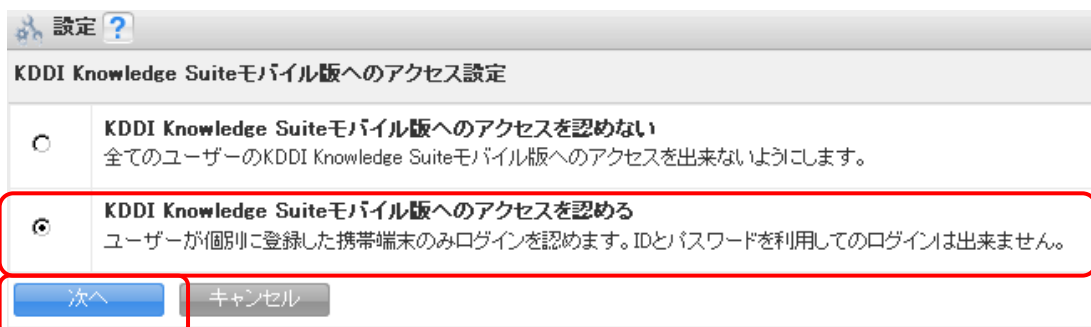 設定 ?
KDDI Knowledge Suiteモバイル版へのアクセス設定
KDDI Knowledge Suiteモバイル版へのアクセスを認めない
全てのユーザーのKDDI Knowledge Suiteモバイル版へのアクセスを出来ないようにします。
KDDI Knowledge Suiteモバイル版へのアクセスを認める
ユーザーが個別に登録した携帯端末のみログインを認めます。IDとパスワードを利用してのログインは出来ません。
次へ キャンセル